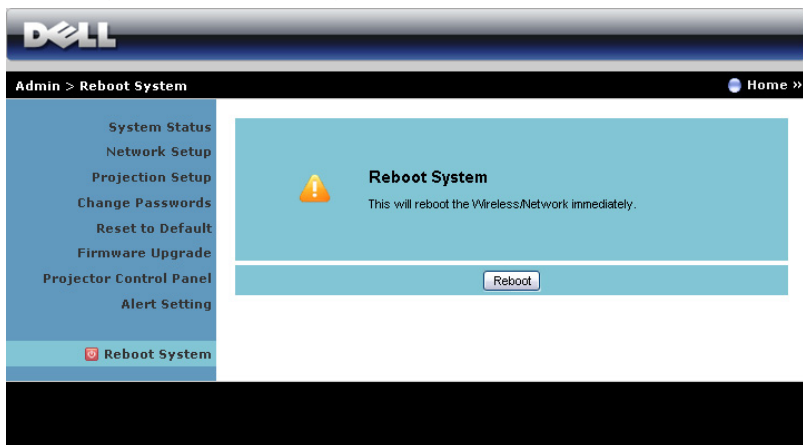 DELL
Admin > Reboot System
Home »
System Status
Network Setup
Projection Setup
Change Passwords
Reset to Default
Firmware Upgrade
Projector Control Panel
Alert Setting
Reboot System
Reboot System
This will reboot the Wireless/Network immediately.
Reboot